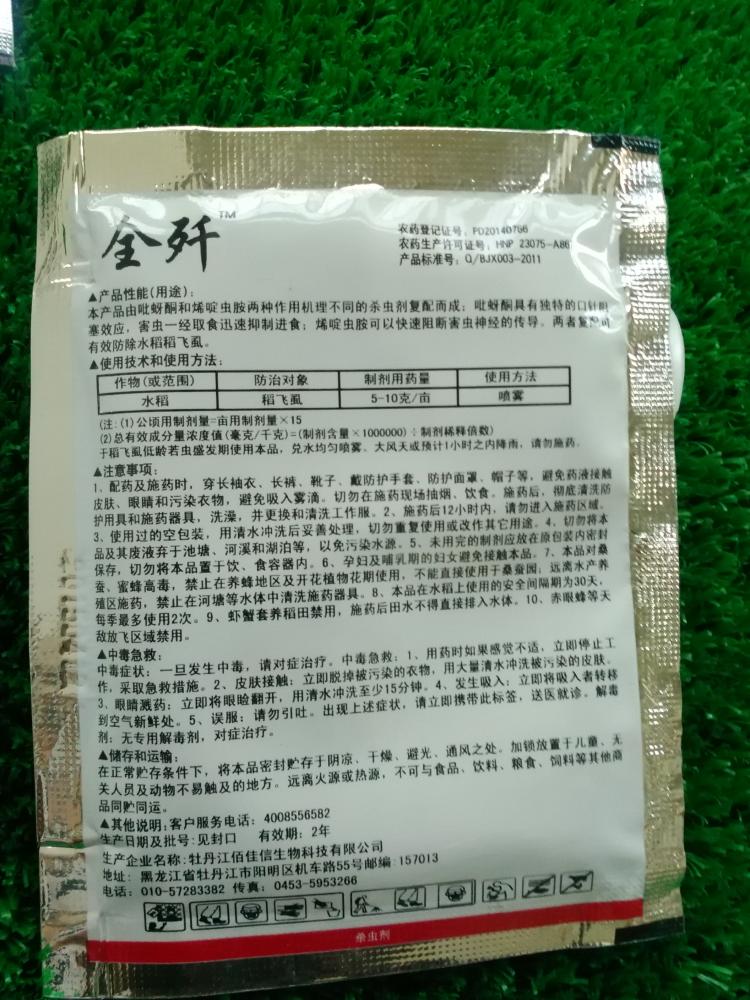 全歼™
农药登记证号：PD20140766
农药生产许可证号：HNP 23075-A86
产品标准号：Q/BJX003-2011
▲产品性能(用途)：
本产品由吡蚜酮和烯啶虫胺两种作用机理不同的杀虫剂复配而成；吡蚜酮具有独特的口针阻
塞效应，害虫一经取食迅速抑制进食；烯啶虫胺可以快速阻断害虫神经的传导。两者复配可
有效防除水稻稻飞虱。
▲使用技术和使用方法：
作物(或范围) 防治对象 制剂用药量 使用方法
水稻 稻飞虱 5-10克/亩 喷雾
(注:(1)公顷用制剂量=亩用制剂量×15
(2)总有效成分量浓度值(毫克/千克)=(制剂含量×1000000)÷制剂稀释倍数)
于稻飞虱低龄若虫盛发期使用本品，兑水均匀喷雾。大风天或预计1小时之内降雨，请勿施药。
▲注意事项：
1、配药及施药时，穿长袖衣、长裤、靴子、戴防护手套、防护面罩、帽子等，避免药液接触
皮肤、眼睛和污染衣物，避免吸入雾滴。切勿在施药现场抽烟、饮食。施药后，彻底清洗防
护用具和施药器具，洗澡，并更换和清洗工作服。2、施药后12小时内，请勿进入施药区域。
3、使用过的空包装，用清水冲洗后妥善处理，切勿重复使用或改作其它用途。4、切勿将本
品及其废液弃于池塘、河溪和湖泊等，以免污染水源。5、未用完的制剂应放在原包装内密封
保存，切勿将本品置于饮、食容器内。6、孕妇及哺乳期的妇女避免接触本品。7、本品对桑
蚕、蜜蜂高毒，禁止在养蜂地区及开花植物花期使用，不能直接使用于桑蚕园；远离水产养
殖区施药，禁止在河塘等水体中清洗施药器具。8、本品在水稻上使用的安全间隔期为30天，
每季最多使用2次。9、虾蟹套养稻田禁用，施药后田水不得直接排入水体。10、赤眼蜂等天
敌放飞区域禁用。
▲中毒急救：
中毒症状：一旦发生中毒，请对症治疗。中毒急救：1、用药时如果感觉不适，立即停止工
作，采取急救措施。2、皮肤接触：立即脱掉被污染的衣物，用大量清水冲洗被污染的皮肤。
3、眼睛溅药：立即将眼睑翻开，用清水冲洗至少15分钟。4、发生吸入：立即将吸入者转移
到空气新鲜处。5、误服：请勿引吐。出现上述症状，请立即携带此标签，送医就诊。解毒
剂：无专用解毒剂，对症治疗。
▲储存和运输：
在正常贮存条件下，将本品密封贮存于阴凉、干燥、避光、通风之处。加锁放置于儿童、无
关人员及动物不易触及的地方。远离火源或热源，不可与食品、饮料、粮食、饲料等其他商
品同贮同运。
▲其他说明:客户服务电话：4008556582
生产日期及批号:见封口 有效期：2年
生产企业名称:牡丹江佰佳信生物科技有限公司
地址：黑龙江省牡丹江市阳明区机车路55号邮编:157013
电话：010-57283382 传真：0453-5953266
杀虫剂